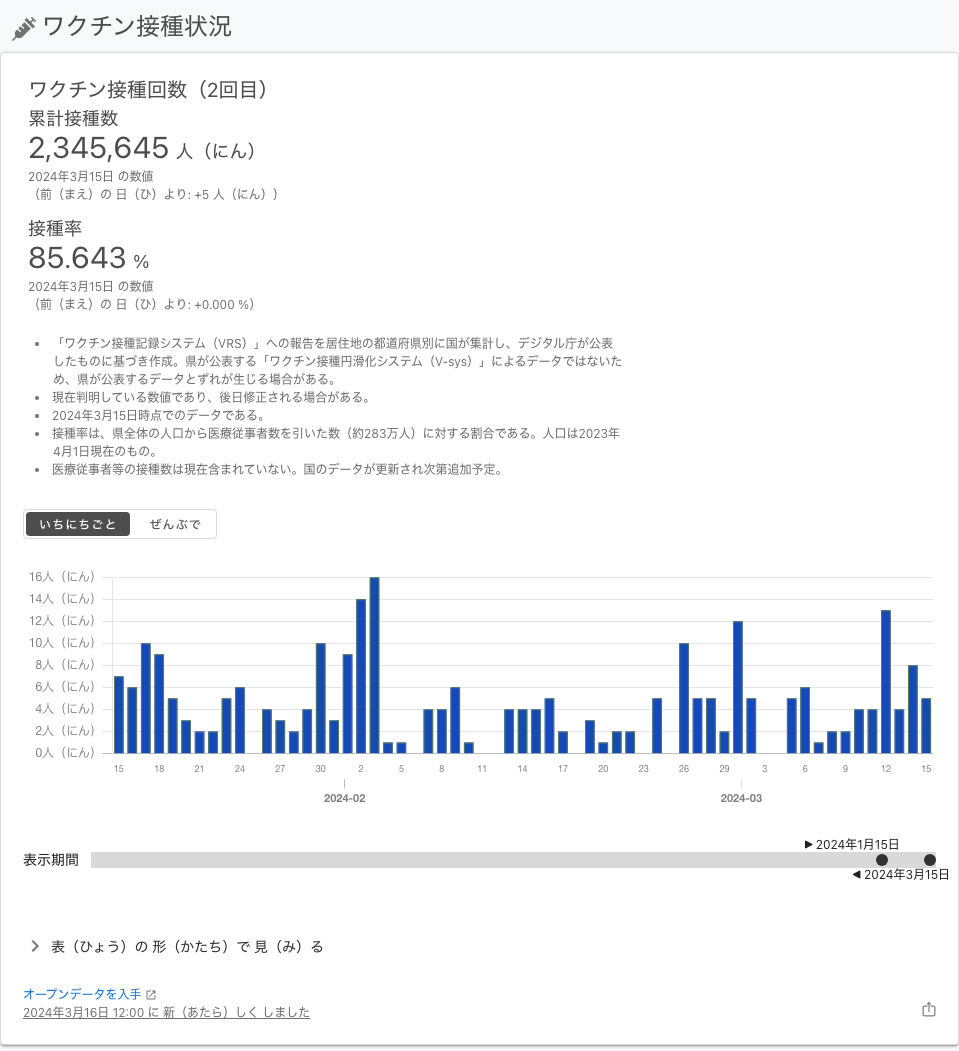 ワクチン接種状況
ワクチン接種回数（2回目）
累計接種数
2,345,645 人（にん）
2024年3月15日 の数値
（前（まえ）の 日（ひ）より: +5 人（にん））
接種率
85.643 %
2024年3月15日 の数値
（前（まえ）の 日（ひ）より: +0.000 %）
• 「ワクチン接種記録システム（VRS）」への報告を居住地の都道府県別に国が集計し、デジタル庁が公表
したものに基づき作成。県が公表する「ワクチン接種円滑化システム（V-sys）」によるデータではないた
め、県が公表するデータとずれが生じる場合がある。
• 現在判明している数値であり、後日修正される場合がある。
• 2024年3月15日時点でのデータである。
• 接種率は、県全体の人口から医療従事者数を引いた数（約283万人）に対する割合である。人口は2023年
4月1日現在のもの。
• 医療従事者等の接種数は現在含まれていない。国のデータが更新され次第追加予定。
いちにちごと ぜんぶで
16人（にん）
14人（にん）
12人（にん）
10人（にん）
8人（にん）
6人（にん）
4人（にん）
2人（にん）
0人（にん）
15 18 21 24 27 30 2 5 8 11 14 17 20 23 26 29 3 6 9 12 15
2024-02 2024-03
▶ 2024年1月15日
表示期間
◀ 2024年3月15日
表（ひょう）の 形（かたち）で 見（み）る
オープンデータを入手
2024年3月16日 12:00 に 新（あたら）しく しました